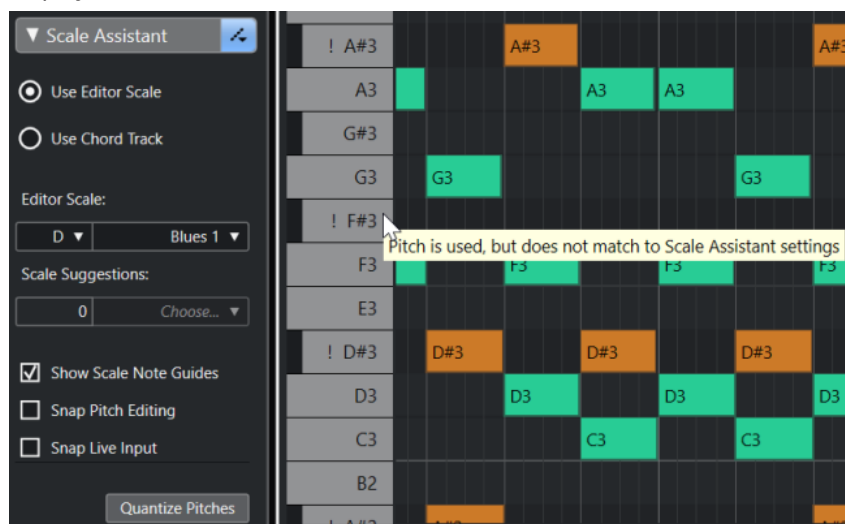 Scale Assistant
Use Editor Scale
Use Chord Track
Editor Scale:
D Blues 1
Scale Suggestions:
0 Choose...
Show Scale Note Guides
Snap Pitch Editing
Snap Live Input
Quantize Pitches
! A#3 A#3 A#3
A3 A3 A3
G#3
G3 G3 G3
! F#3
Pitch is used, but does not match to Scale Assistant settings
F3 F3 F3 F3
E3
! D#3 D#3 D#3 D#3
D3 D3 D3 D3
C3 C3 C3
B2